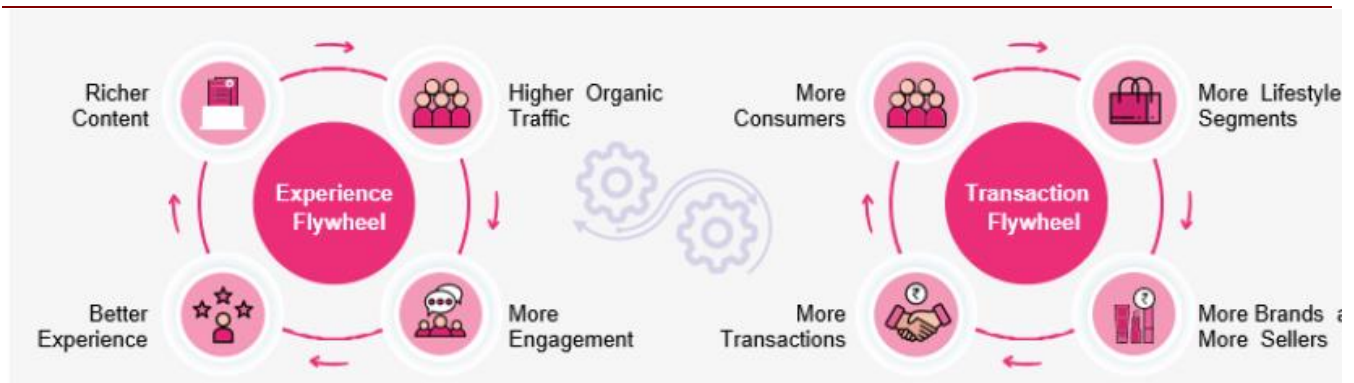 Richer
Content
Higher Organic
Traffic
Experience
Flywheel
Better
Experience
More
Engagement
More
Consumers
More Lifestyle
Segments
Transaction
Flywheel
More
Transactions
₹
More Brands
More Sellers
₹